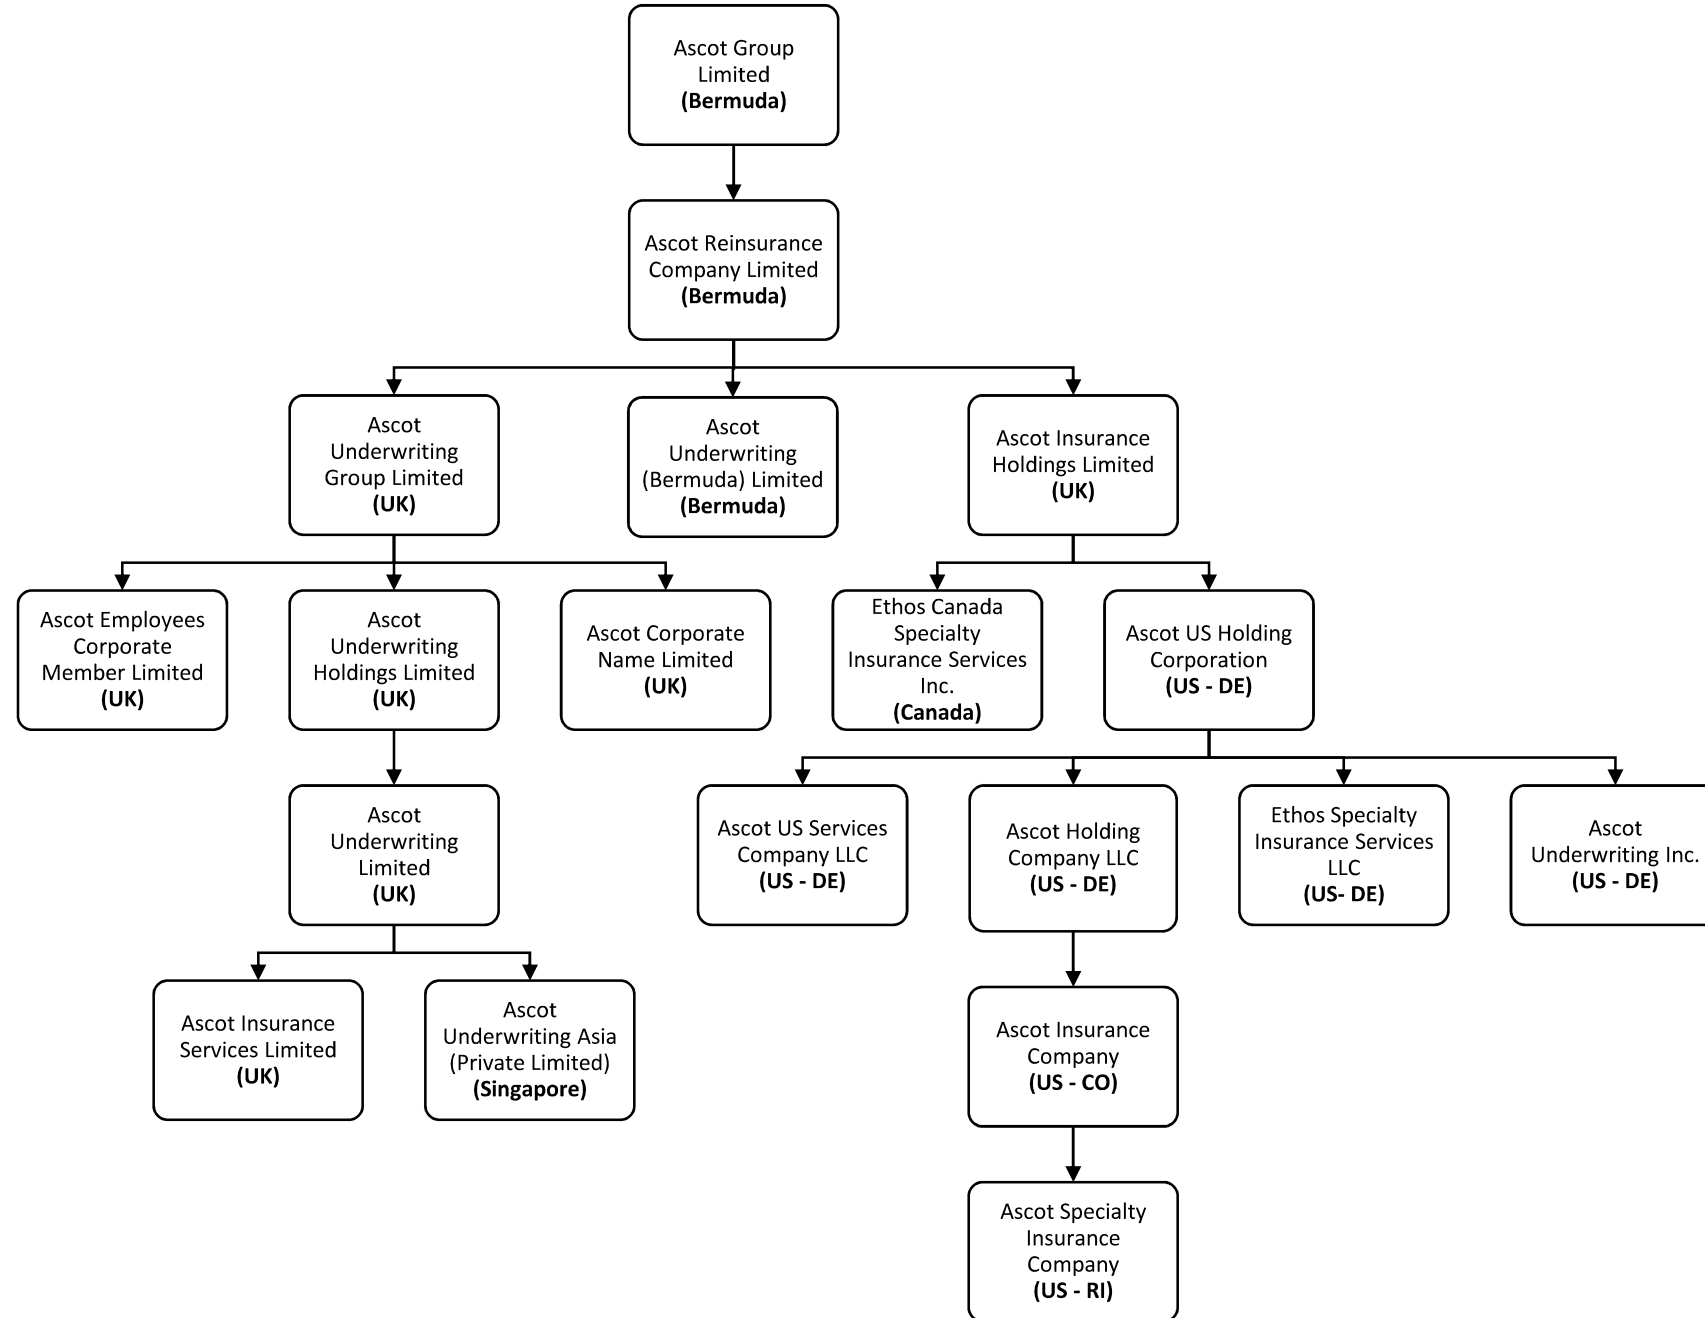 Ascot Group
Limited
(Bermuda)
Ascot Reinsurance
Company Limited
(Bermuda)
Ascot
Underwriting
Group Limited
(UK)
Ascot
Underwriting
(Bermuda) Limited
(Bermuda)
Ascot Insurance
Holdings Limited
(UK)
Ascot Employees
Corporate
Member Limited
(UK)
Ascot
Underwriting
Holdings Limited
(UK)
Ascot Corporate
Name Limited
(UK)
Ethos Canada
Specialty
Insurance Services
Inc.
(Canada)
Ascot US Holding
Corporation
(US - DE)
Ascot
Underwriting
Limited
(UK)
Ascot US Services
Company LLC
(US - DE)
Ascot Holding
Company LLC
(US - DE)
Ethos Specialty
Insurance Services
LLC
(US- DE)
Ascot
Underwriting Inc.
(US - DE)
Ascot Insurance
Services Limited
(UK)
Ascot
Underwriting Asia
(Private Limited)
(Singapore)
Ascot Insurance
Company
(US - CO)
Ascot Specialty
Insurance
Company
(US - RI)